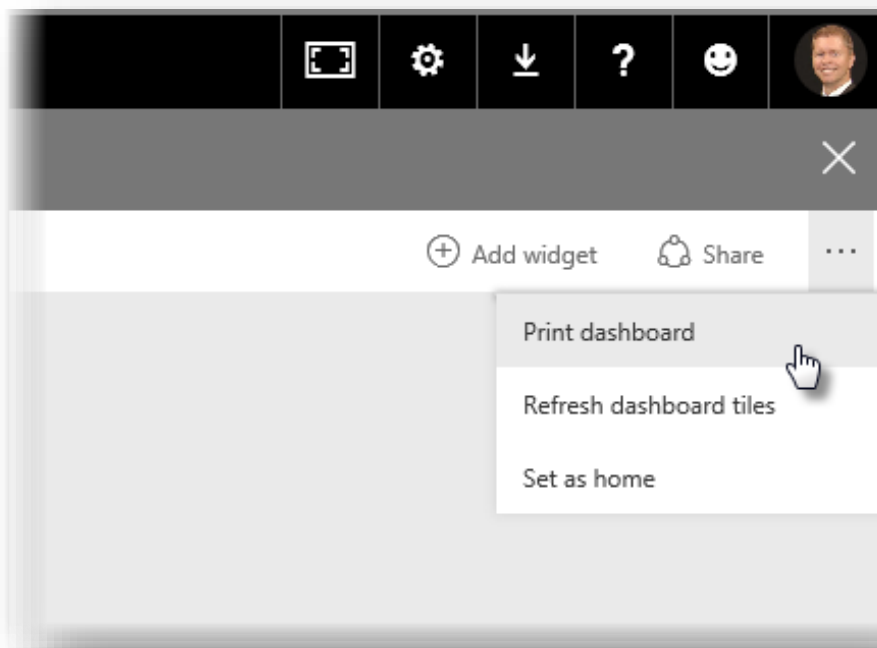 ?
Add widget Share ...
Print dashboard
Refresh dashboard tiles
Set as home